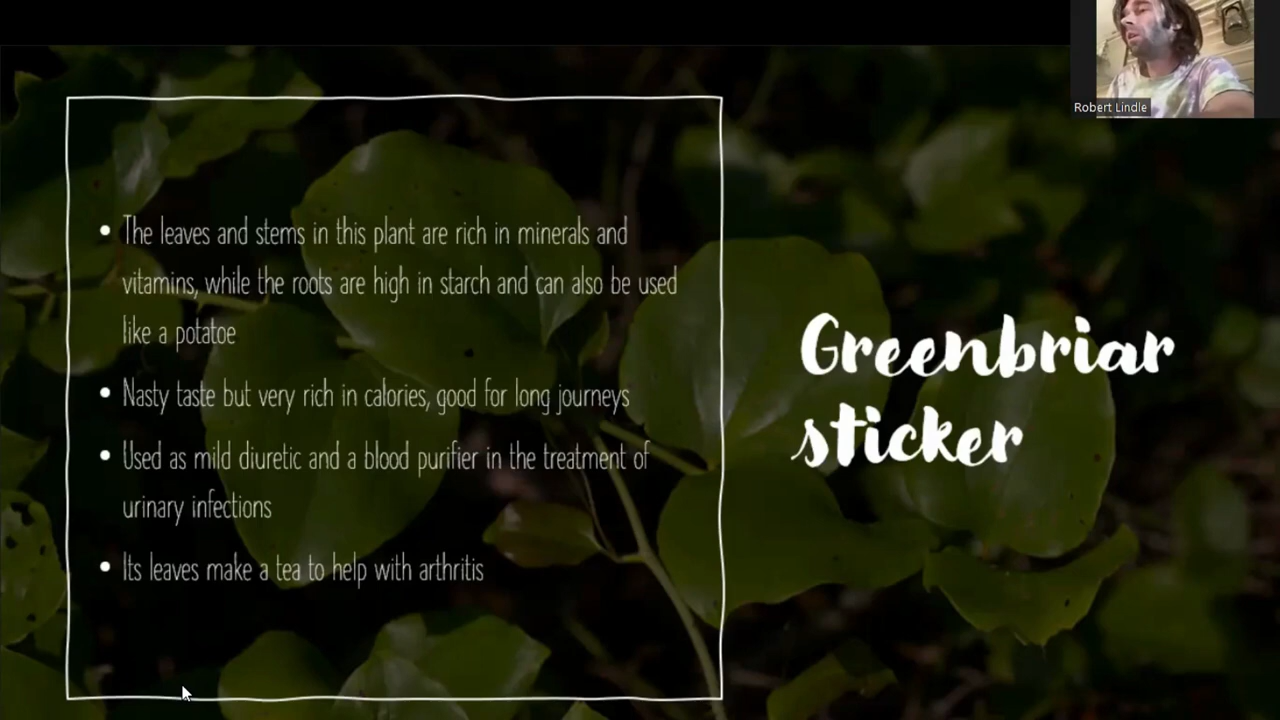 Robert Lindle
• The leaves and stems in this plant are rich in minerals and
vitamins, while the roots are high in starch and can also be used
like a potatoe
• Nasty taste but very rich in calories, good for long journeys
• Used as mild diuretic and a blood purifier in the treatment of
urinary infections
• Its leaves make a tea to help with arthritis
Greenbriar
sticker